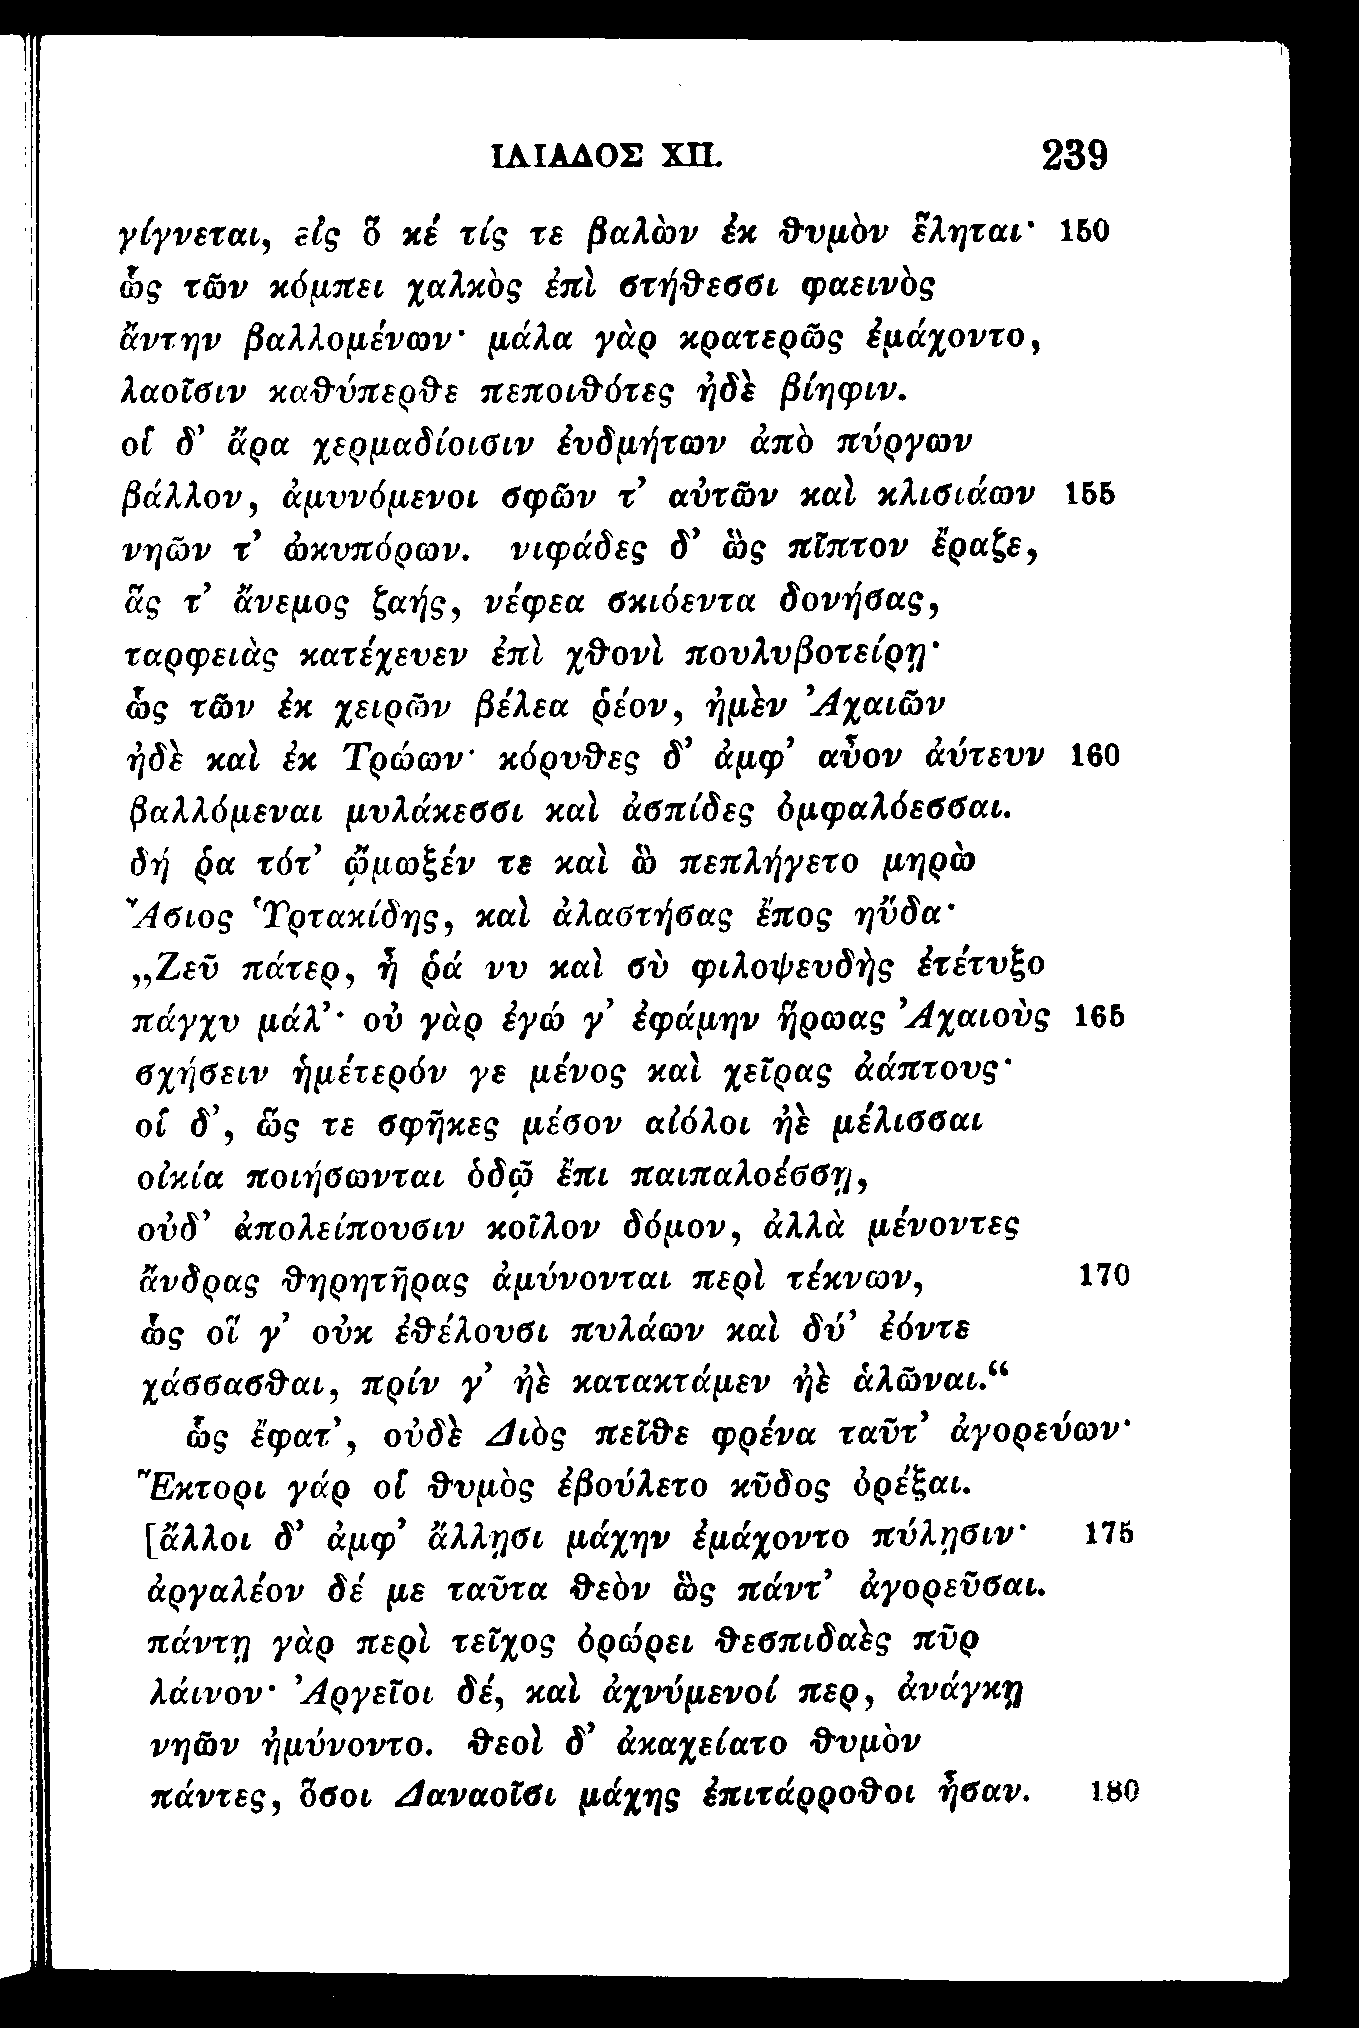 ΙΛΙΑΔΟΣ XII. 239
γίγνεται, εἰς ὅ κέ τίς τε βαλὼν ἐκ θυμὸν ἕληται· 150
ὣς τῶν κόμπει χαλκὸς ἐπὶ στήθεσσι φαεινὸς
ἄντην βαλλομένων· μάλα γὰρ κρατερῶς ἐμάχοντο,
λαοῖσιν καθύπερθε πεποιθότες ἠδὲ βίηφιν.
οἳ δ’ ἄρα χερμαδίοισιν ἐυδμήτων ἀπὸ πύργων
βάλλον, ἀμυνόμενοι σφῶν τ’ αὐτῶν καὶ κλισιάων 155
νηῶν τ’ ὠκυπόρων. νιφάδες δ’ ὣς πῖπτον ἔραζε,
ἅς τ’ ἄνεμος ζαής, νέφεα σκιόεντα δονήσας,
ταρφειὰς κατέχευεν ἐπὶ χθονὶ πουλυβοτείρῃ·
ὣς τῶν ἐκ χειρῶν βέλεα ῥέον, ἠμὲν Ἀχαιῶν
ἠδὲ καὶ ἐκ Τρώων· κόρυθες δ’ ἀμφ’ αὖον ἀύτευν 160
βαλλόμεναι μυλάκεσσι καὶ ἀσπίδες ὀμφαλόεσσαι.
δή ῥα τότ’ ᾤμωξέν τε καὶ ὣ πεπλήγετο μηρὼ
Ἄσιος Ὑρτακίδης, καὶ ἀλαστήσας ἔπος ηὔδα·
„Ζεῦ πάτερ, ἦ ῥά νυ καὶ σὺ φιλοψευδὴς ἐτέτυξο
πάγχυ μάλ’· οὐ γὰρ ἐγώ γ’ ἐφάμην ἥρωας Ἀχαιοὺς 165
σχήσειν ἡμέτερόν γε μένος καὶ χεῖρας ἀάπτους·
οἳ δ’, ὥς τε σφῆκες μέσον αἰόλοι ἠὲ μέλισσαι
οἰκία ποιήσωνται ὁδῷ ἔπι παιπαλοέσσῃ,
οὐδ’ ἀπολείπουσιν κοῖλον δόμον, ἀλλὰ μένοντες
ἄνδρας θηρητῆρας ἀμύνονται περὶ τέκνων, 170
ὣς οἵ γ’ οὐκ ἐθέλουσι πυλάων καὶ δύ’ ἐόντε
χάσσασθαι, πρίν γ’ ἠὲ κατακτάμεν ἠὲ ἁλῶναι.“
ὣς ἔφατ’, οὐδὲ Διὸς πεῖθε φρένα ταῦτ’ ἀγορεύων·
Ἕκτορι γάρ οἱ θυμὸς ἐβούλετο κῦδος ὀρέξαι.
[ἄλλοι δ’ ἀμφ’ ἄλλῃσι μάχην ἐμάχοντο πύλῃσιν· 175
ἀργαλέον δέ με ταῦτα θεὸν ὣς πάντ’ ἀγορεῦσαι.
πάντῃ γὰρ περὶ τεῖχος ὀρώρει θεσπιδαὲς πῦρ
λάινον· Ἀργεῖοι δέ, καὶ ἀχνύμενοί περ, ἀνάγκῃ
νηῶν ἠμύνοντο. θεοὶ δ’ ἀκαχείατο θυμὸν
πάντες, ὅσοι Δαναοῖσι μάχης ἐπιτάρροθοι ἦσαν. 180